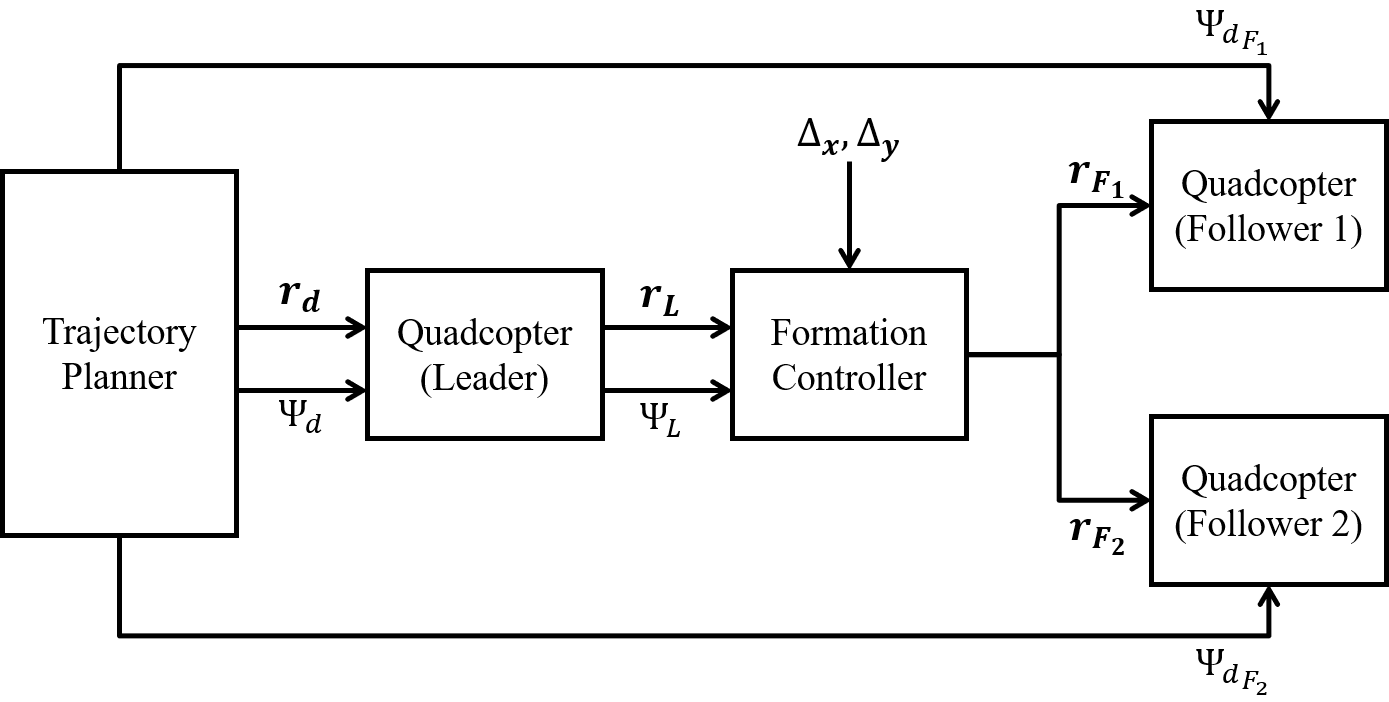 Ψ_{d_{F_1}}
Δ_x, Δ_y
r_{F_1}
Quadcopter
(Follower 1)
Trajectory
Planner
r_d
Ψ_d
Quadcopter
(Leader)
r_L
Ψ_L
Formation
Controller
Quadcopter
(Follower 2)
r_{F_2}
Ψ_{d_{F_2}}